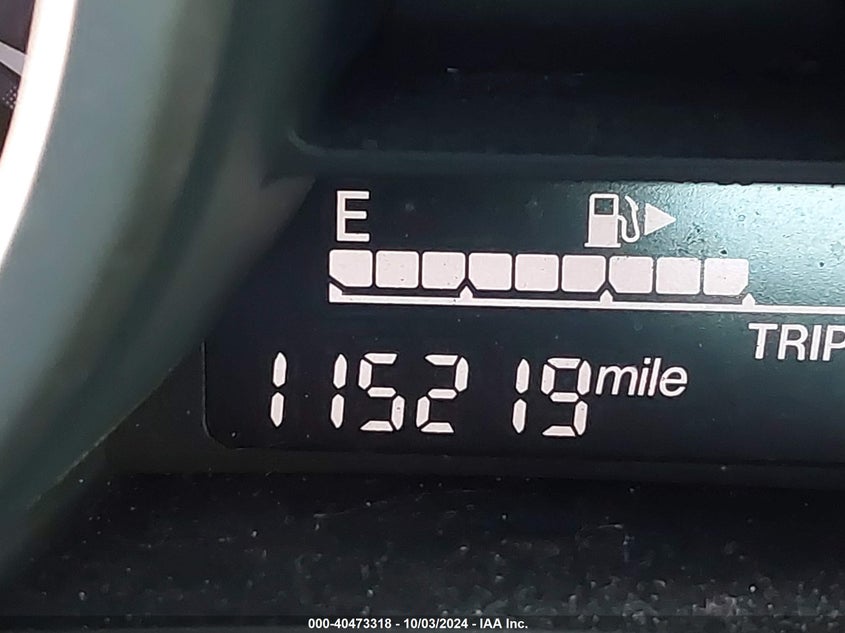 E
TRIP
115219 mile
000-40473318 - 10/03/2024 - IAA Inc.